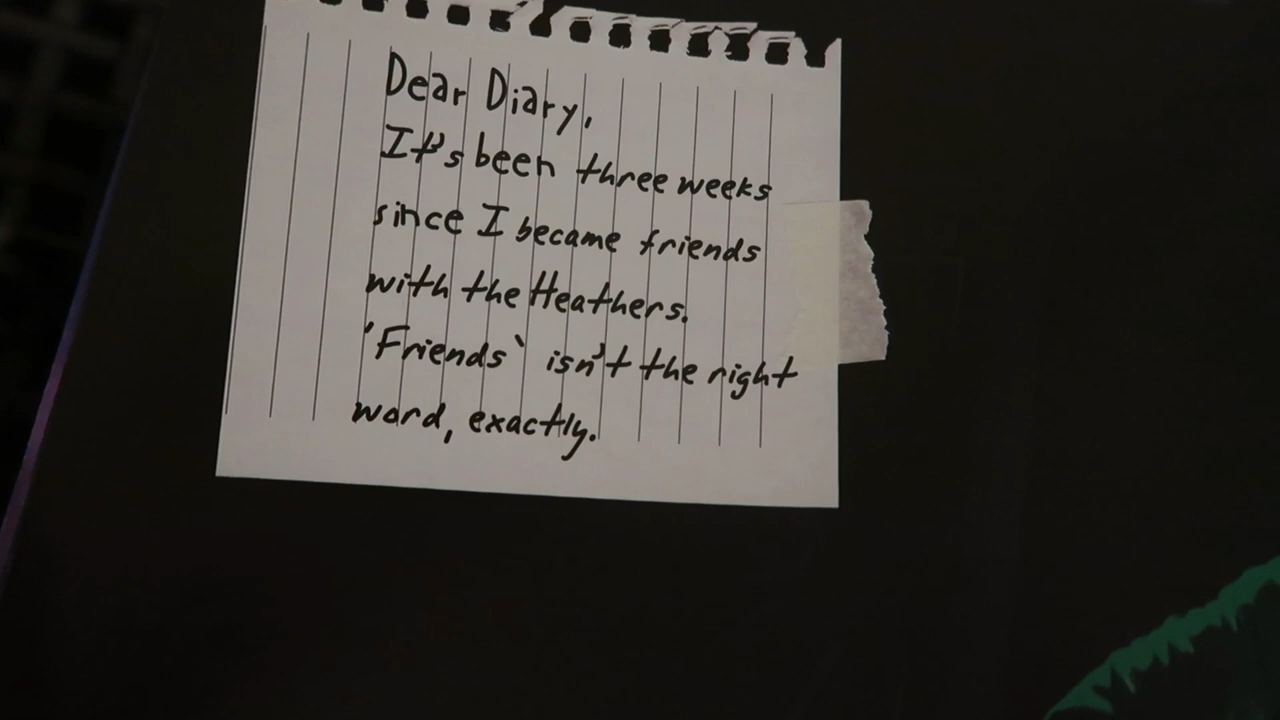 Dear Diary,
It's been three weeks
since I became friends
with the Heathers.
'Friends` isn't the right
word, exactly.